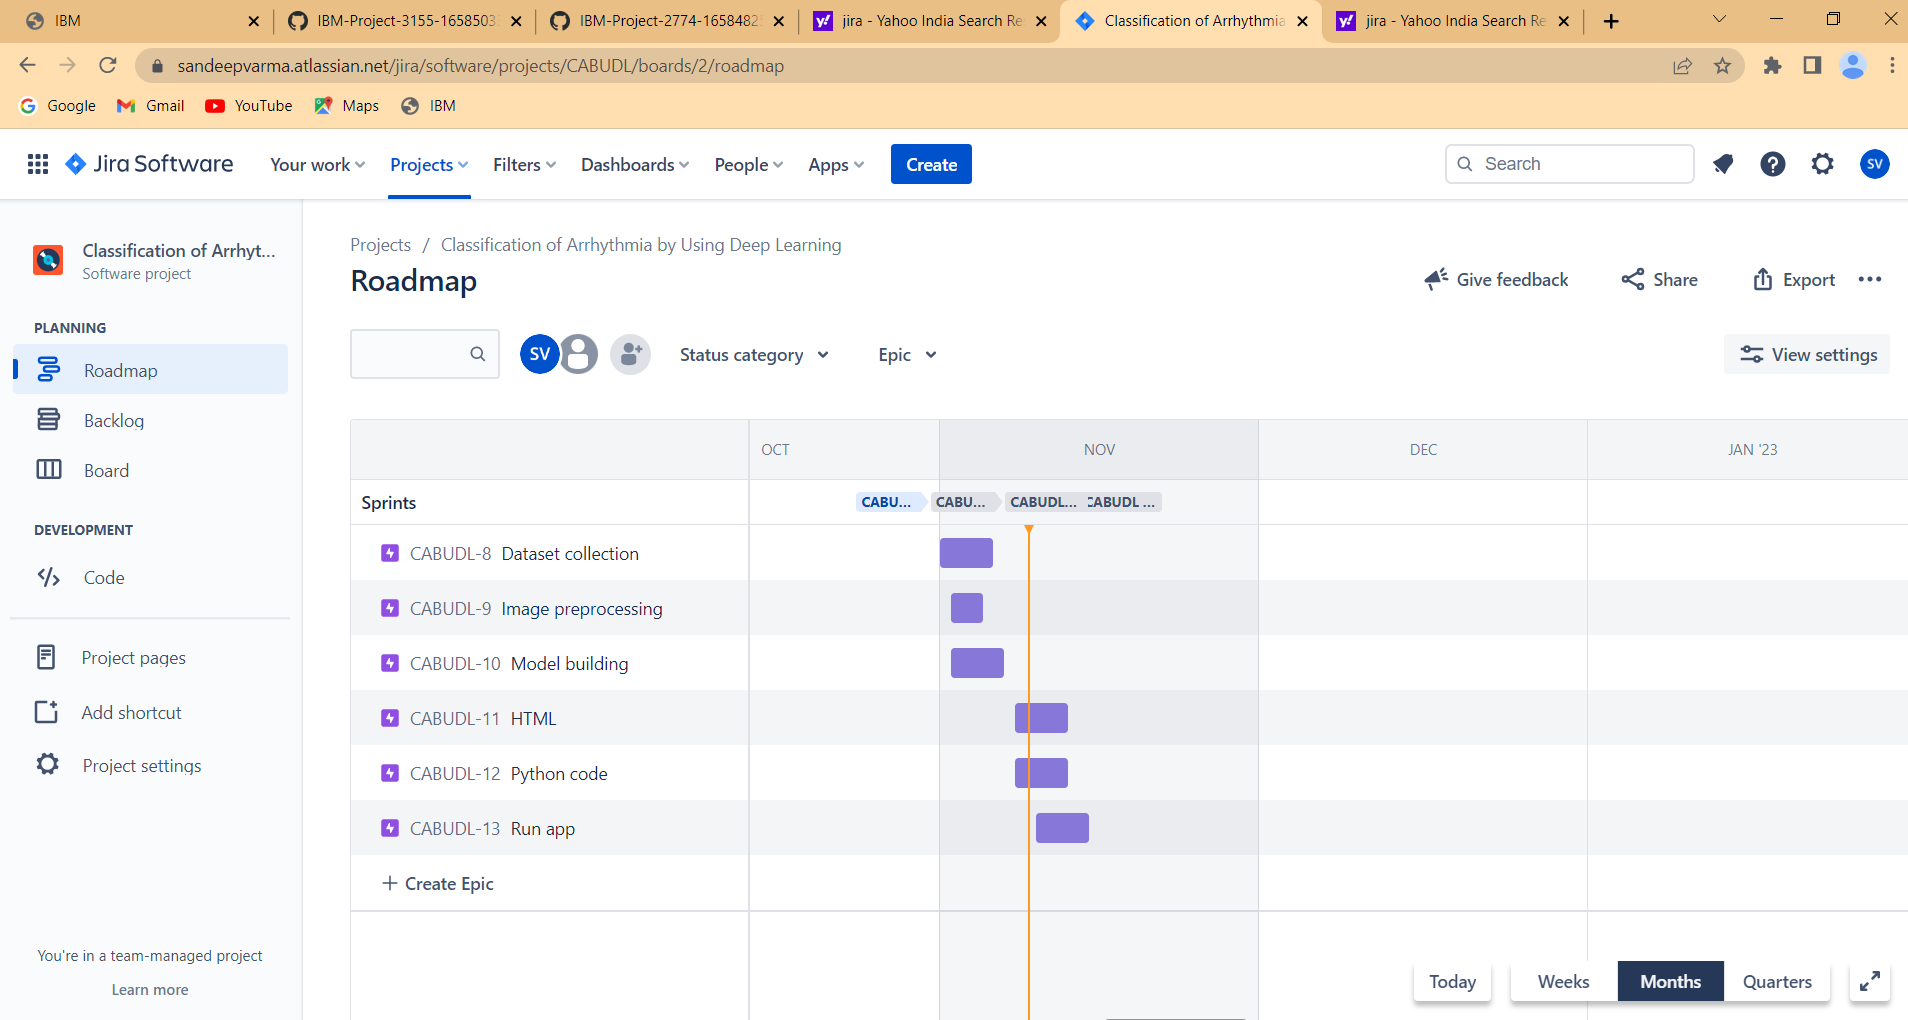 IBM
IBM-Project-3155-1658503
IBM-Project-2774-1658482
jira - Yahoo India Search Re
Classification of Arrhythmia
jira - Yahoo India Search Re
sandeepvarma.atlassian.net/jira/software/projects/CABUDL/boards/2/roadmap
Google Gmail YouTube Maps IBM
Jira Software Your work Projects Filters Dashboards People Apps Create Search SV
Classification of Arrhyt...
Software project
PLANNING
Roadmap
Backlog
Board
DEVELOPMENT
Code
Project pages
Add shortcut
Project settings
You're in a team-managed project
Learn more
Projects / Classification of Arrhythmia by Using Deep Learning
Roadmap
Give feedback Share Export
SV Status category Epic View settings
OCT NOV DEC JAN '23
Sprints CABU... CABU... CABUDL... CABUDL ...
CABUDL-8 Dataset collection
CABUDL-9 Image preprocessing
CABUDL-10 Model building
CABUDL-11 HTML
CABUDL-12 Python code
CABUDL-13 Run app
+ Create Epic
Today Weeks Months Quarters